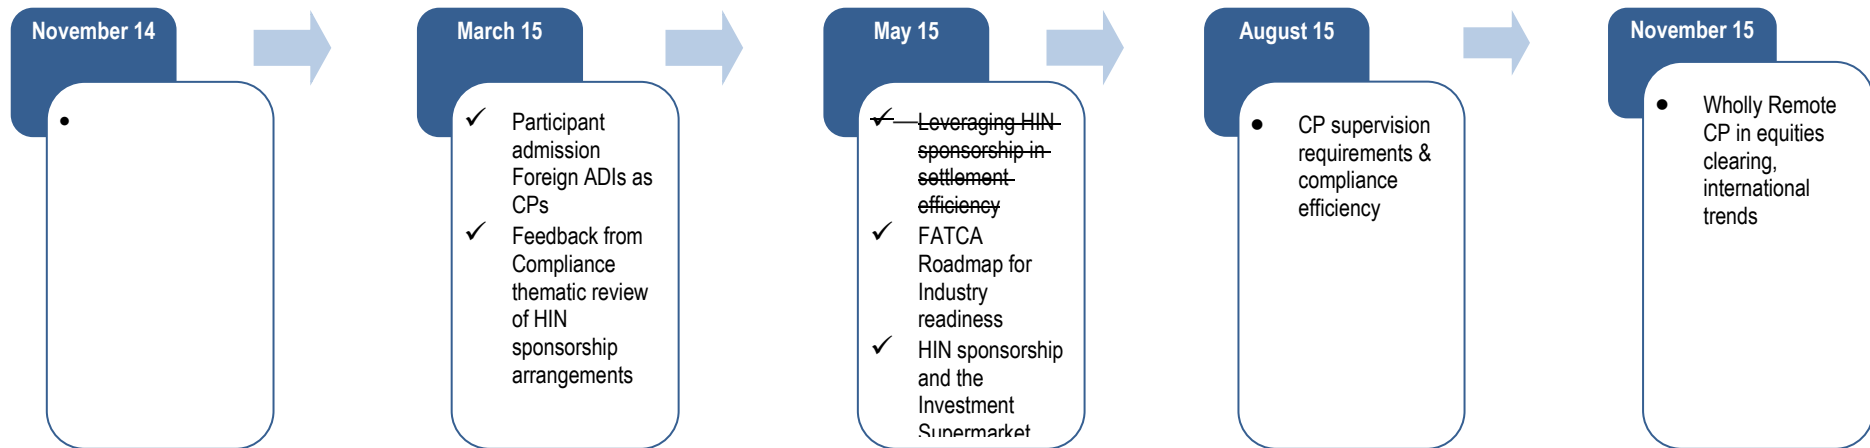 November 14
•
March 15
✓ Participant
admission
Foreign ADIs as
CPs
✓ Feedback from
Compliance
thematic review
of HIN
sponsorship
arrangements
May 15
✓ Leveraging HIN
sponsorship in
settlement
efficiency
✓ FATCA
Roadmap for
Industry
readiness
✓ HIN sponsorship
and the
Investment
Supermarket
August 15
• CP supervision
requirements &
compliance
efficiency
November 15
• Wholly Remote
CP in equities
clearing,
international
trends